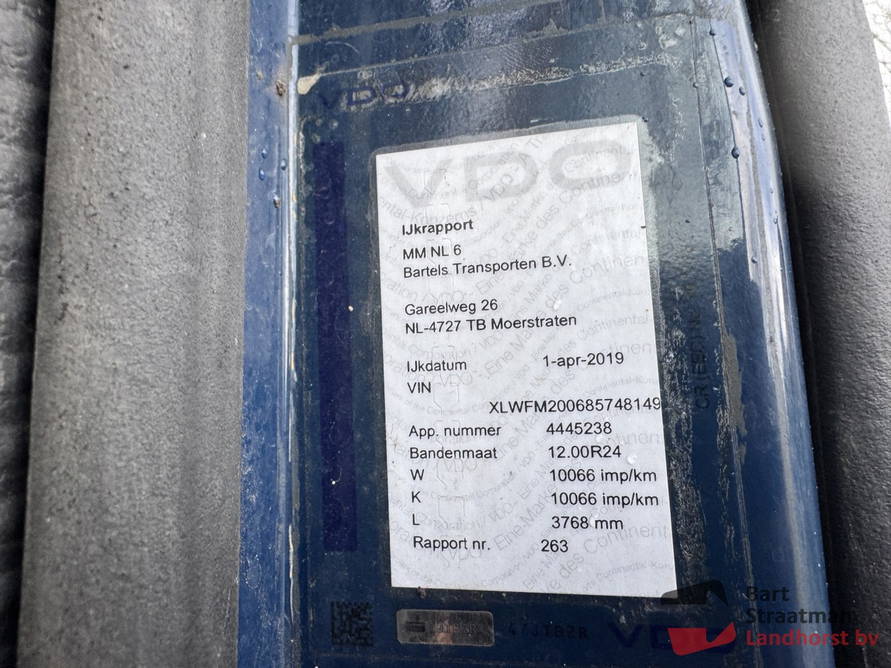 VDO
VDO
IJkrapport
MM NL 6
Bartels Transporten B.V.
Gareelweg 26
NL-4727 TB Moerstraten
IJkdatum 1-apr-2019
VIN
XLWFM200685748149
App. nummer 4445238
Bandenmaat 12.00R24
W 10066 imp/km
K 10066 imp/km
L 3768 mm
Rapport nr. 263
VDO
Bart
Straatman
Landhorst bv